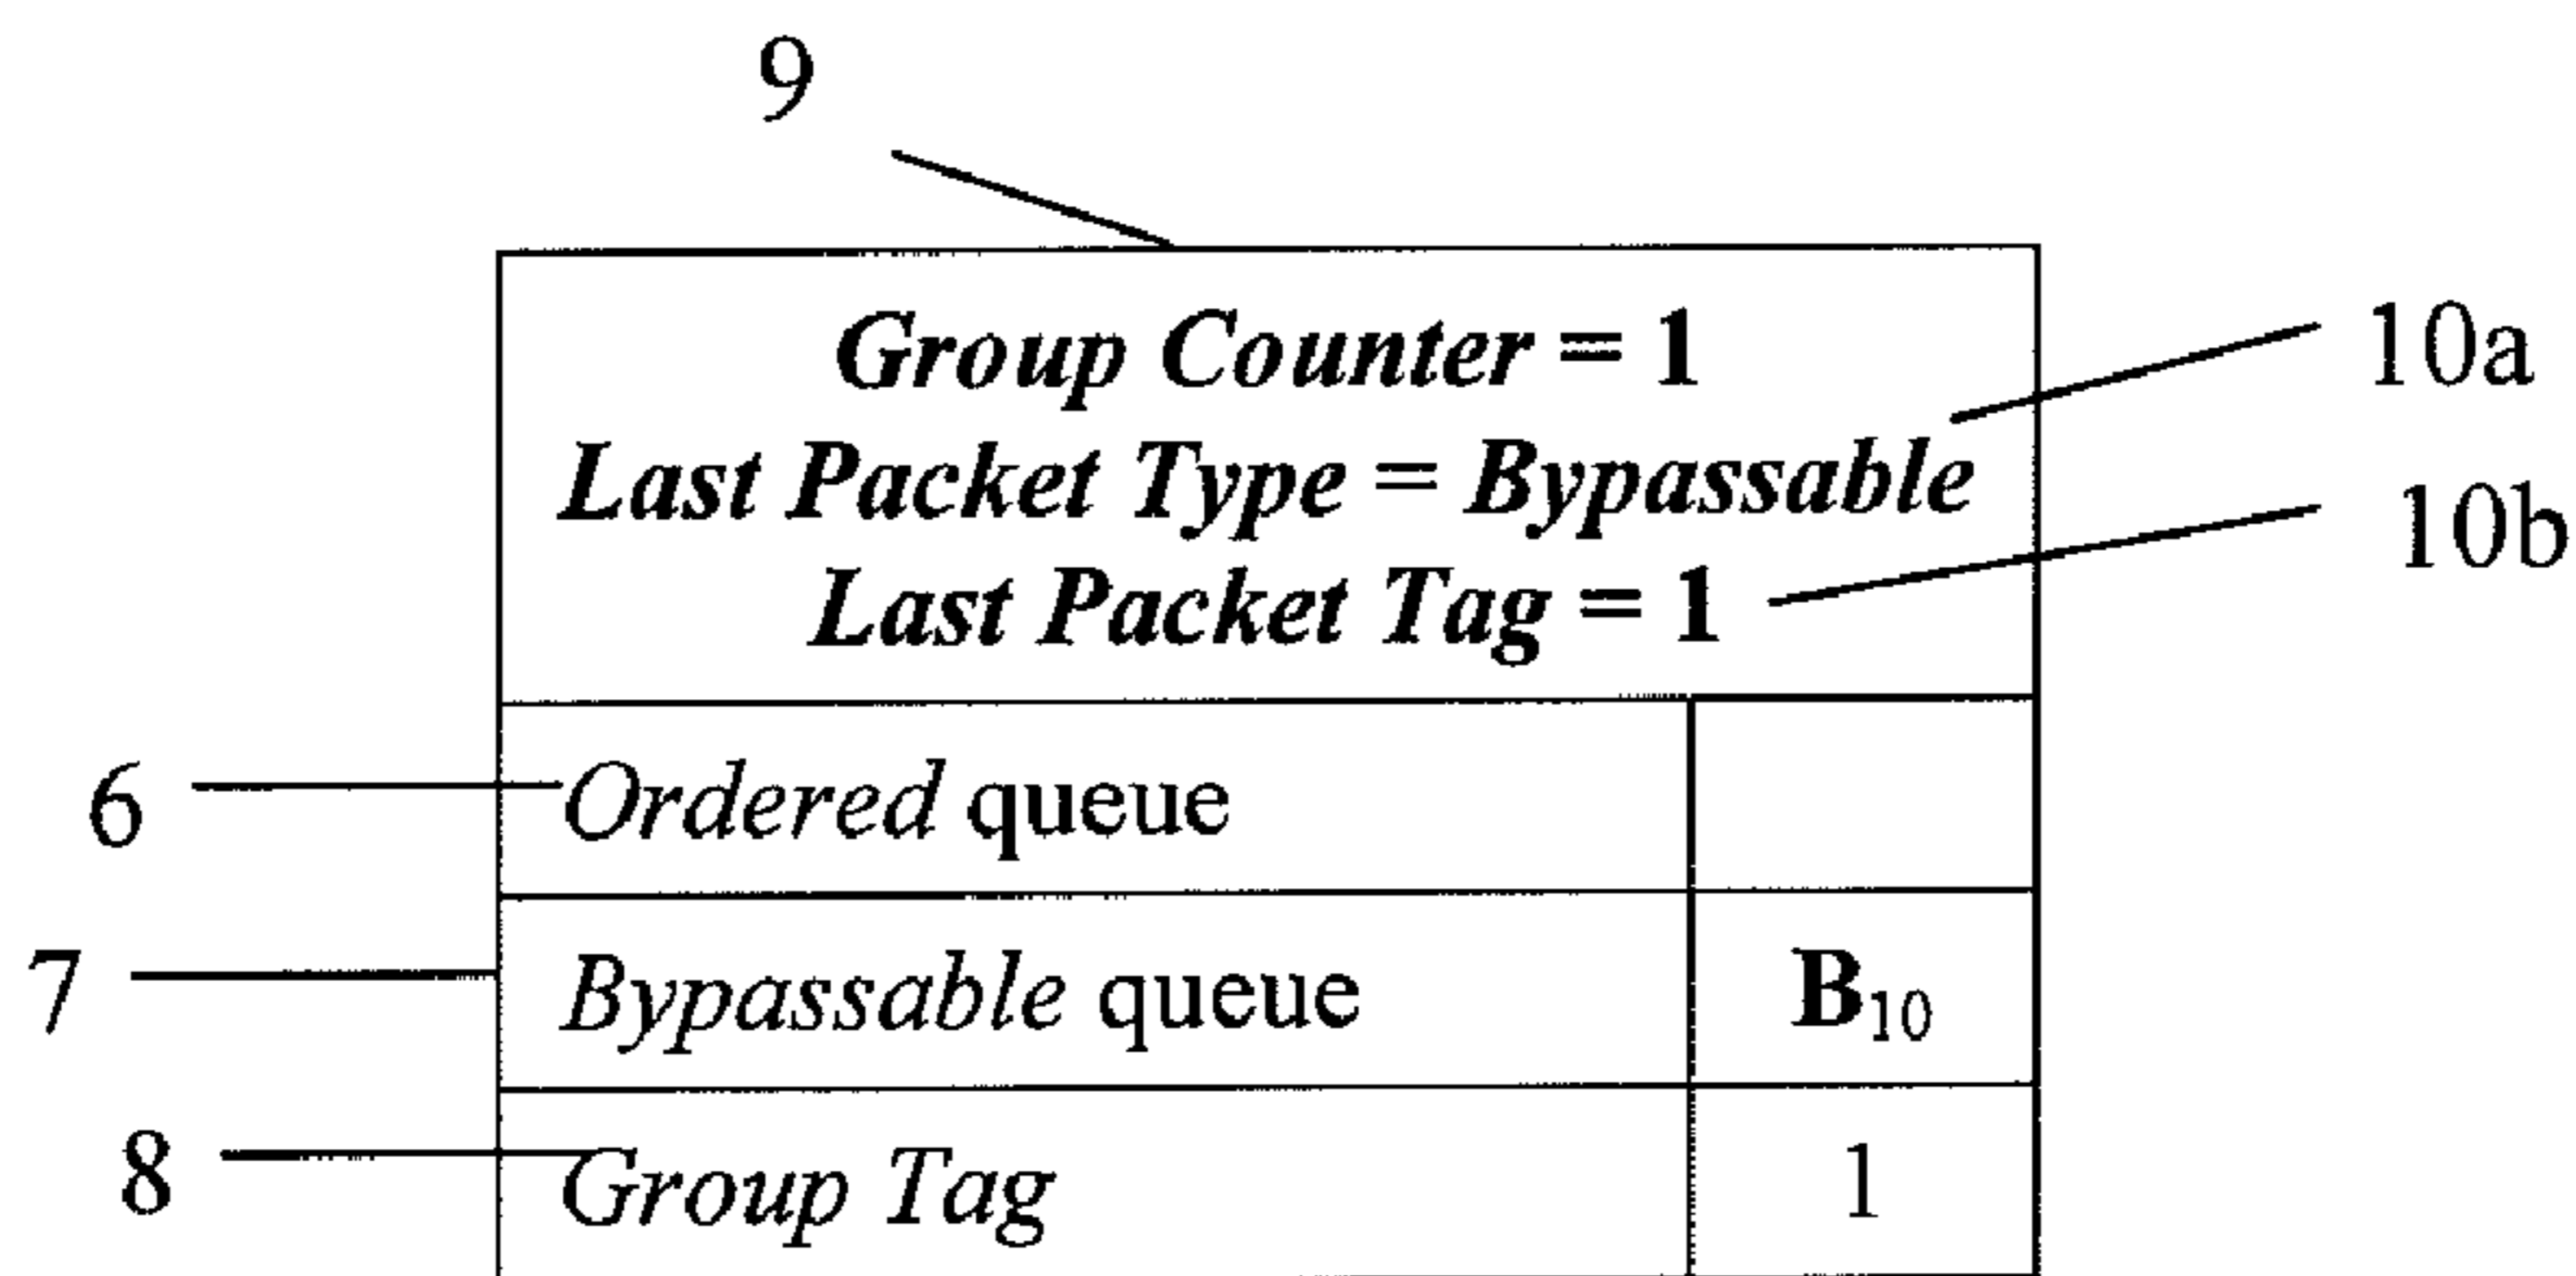 9
Group Counter = 1
10a
Last Packet Type = Bypassable
10b
Last Packet Tag = 1
6 Ordered queue
7 Bypassable queue B10
8 Group Tag 1